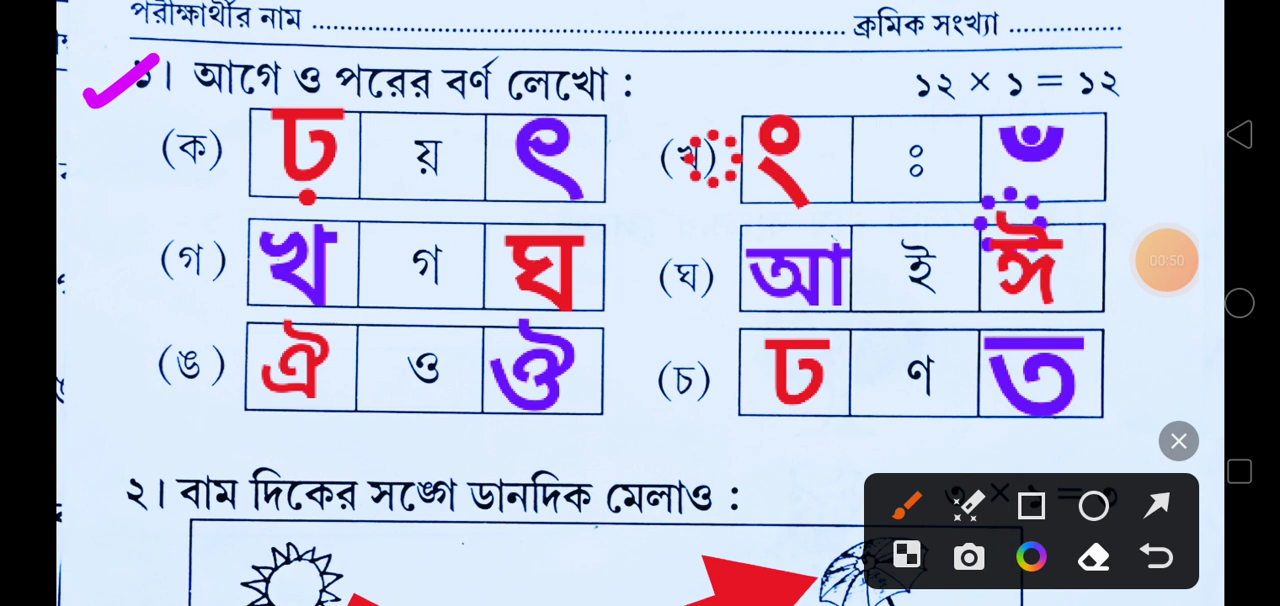 পরীক্ষার্থীর নাম ........................................................................ ক্রমিক সংখ্যা ................
১। আগে ও পরের বর্ণ লেখো : ১২ × ১ = ১২
(ক) ঢ় য় ৎ (খ) ং ঃ ঁ
(গ) খ গ ঘ (ঘ) আ ই ঈ
(ঙ) ঐ ও ঔ (চ) ঢ ণ ত
২। বাম দিকের সঙ্গে ডানদিক মেলাও :
00:50